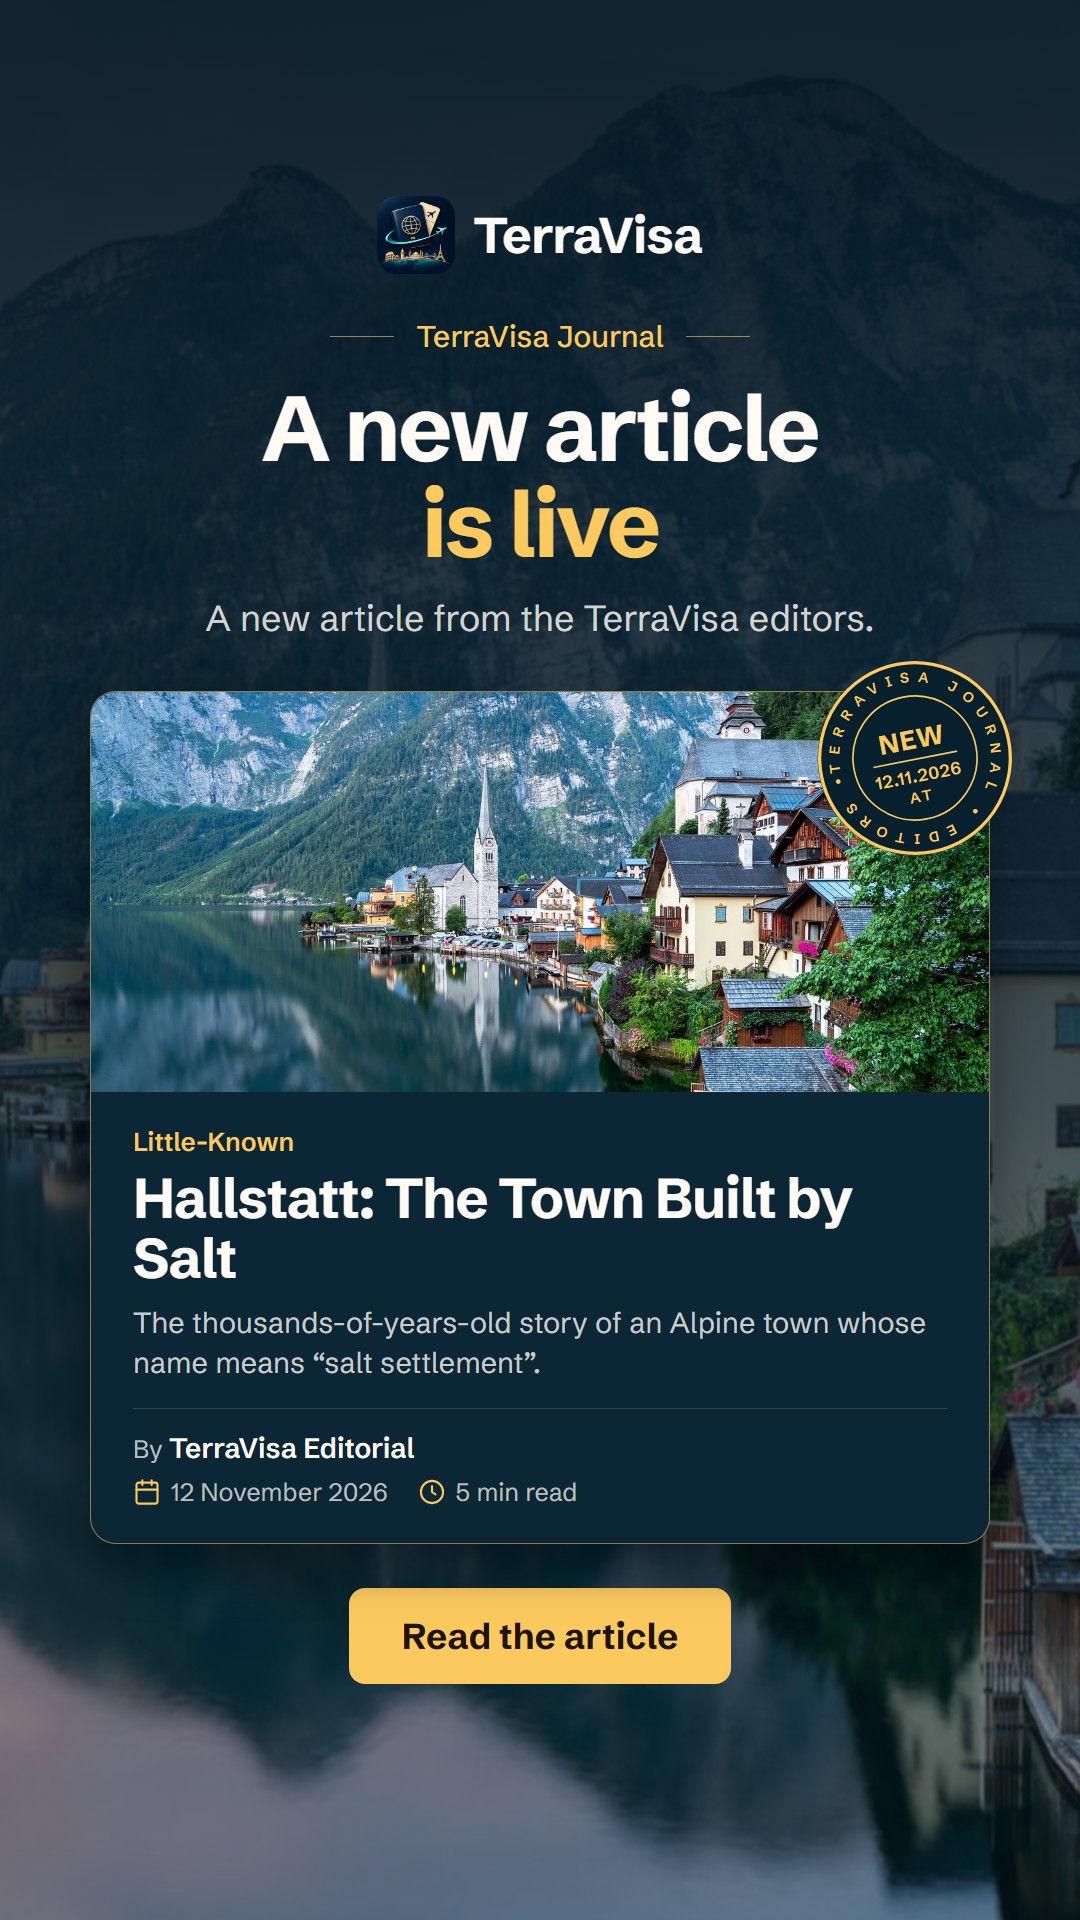 TerraVisa
TerraVisa Journal
A new article
is live
A new article from the TerraVisa editors.
TERRAVISA JOURNAL • EDITORS •
NEW
12.11.2026
AT
Little-Known
Hallstatt: The Town Built by
Salt
The thousands-of-years-old story of an Alpine town whose
name means “salt settlement”.
By TerraVisa Editorial
12 November 2026 5 min read
Read the article